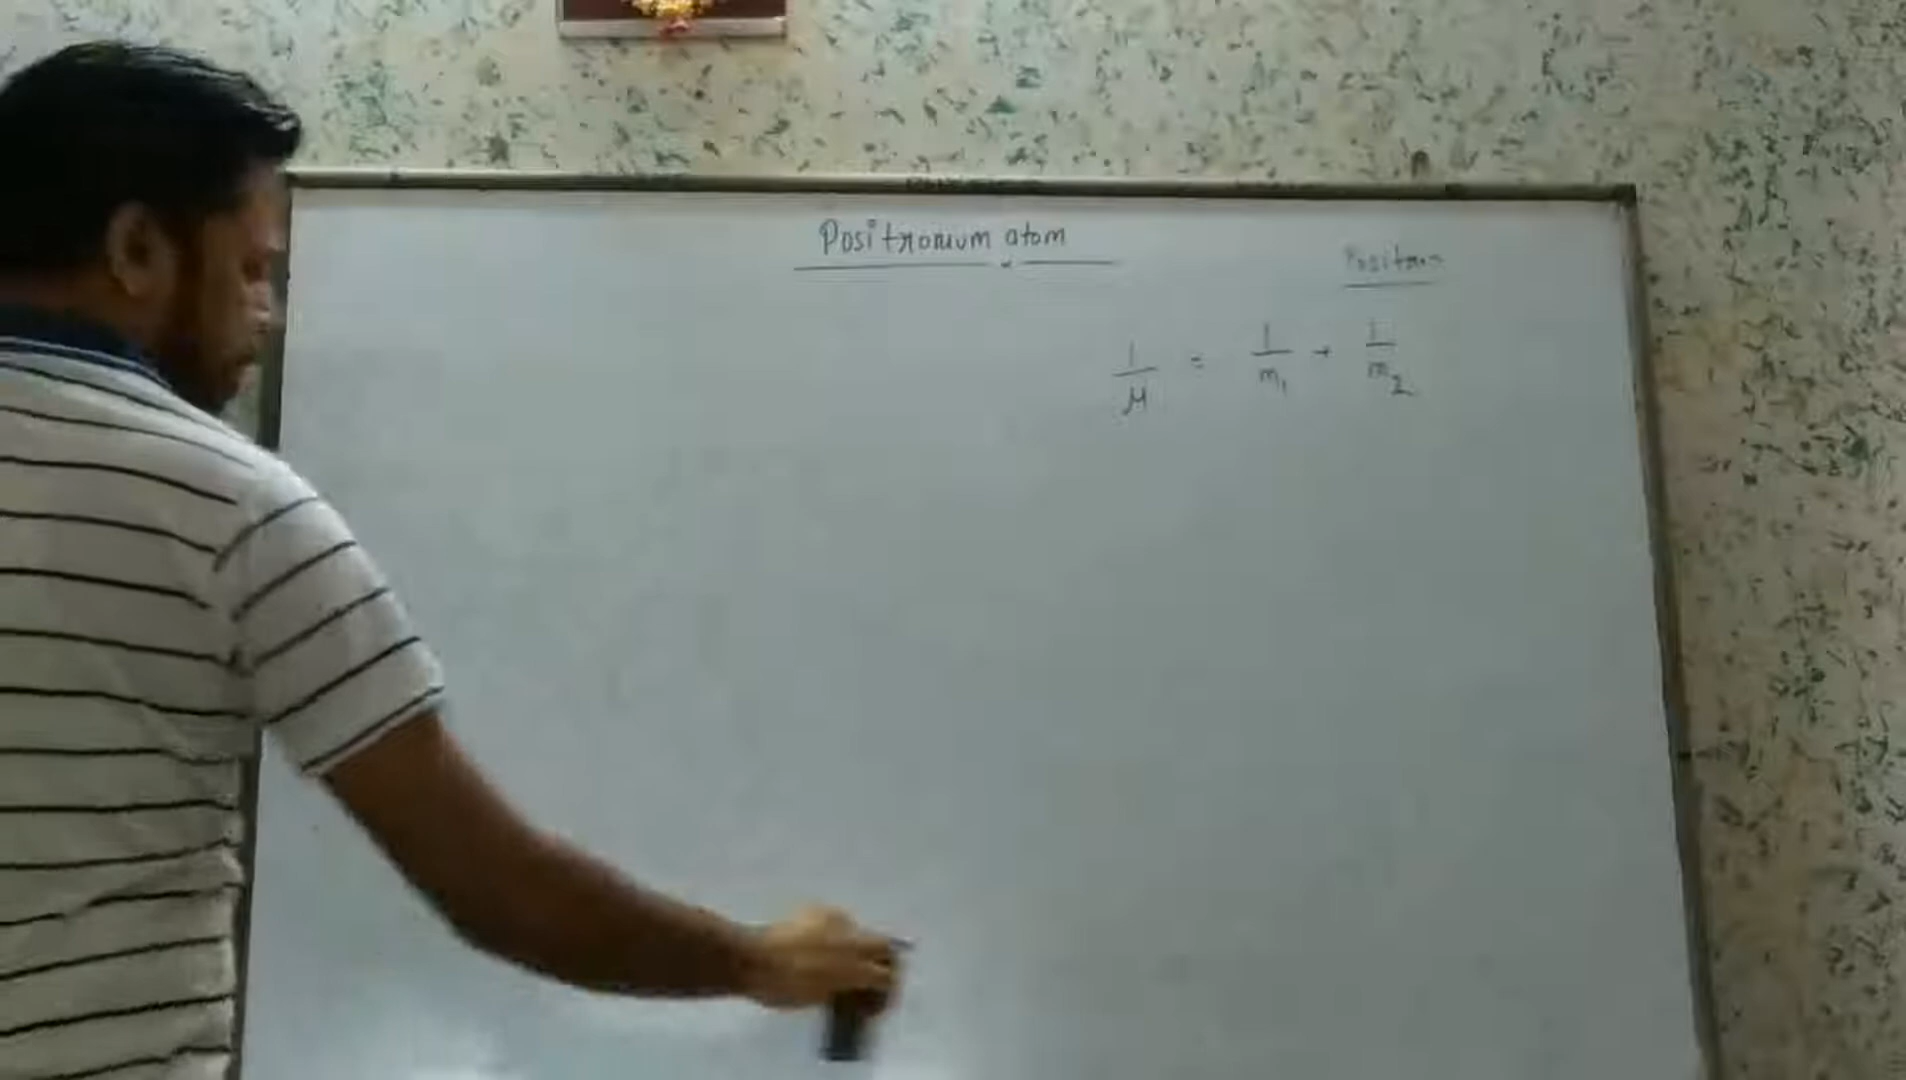 Positronium atom
Positron
1/μ = 1/m₁ + 1/m₂